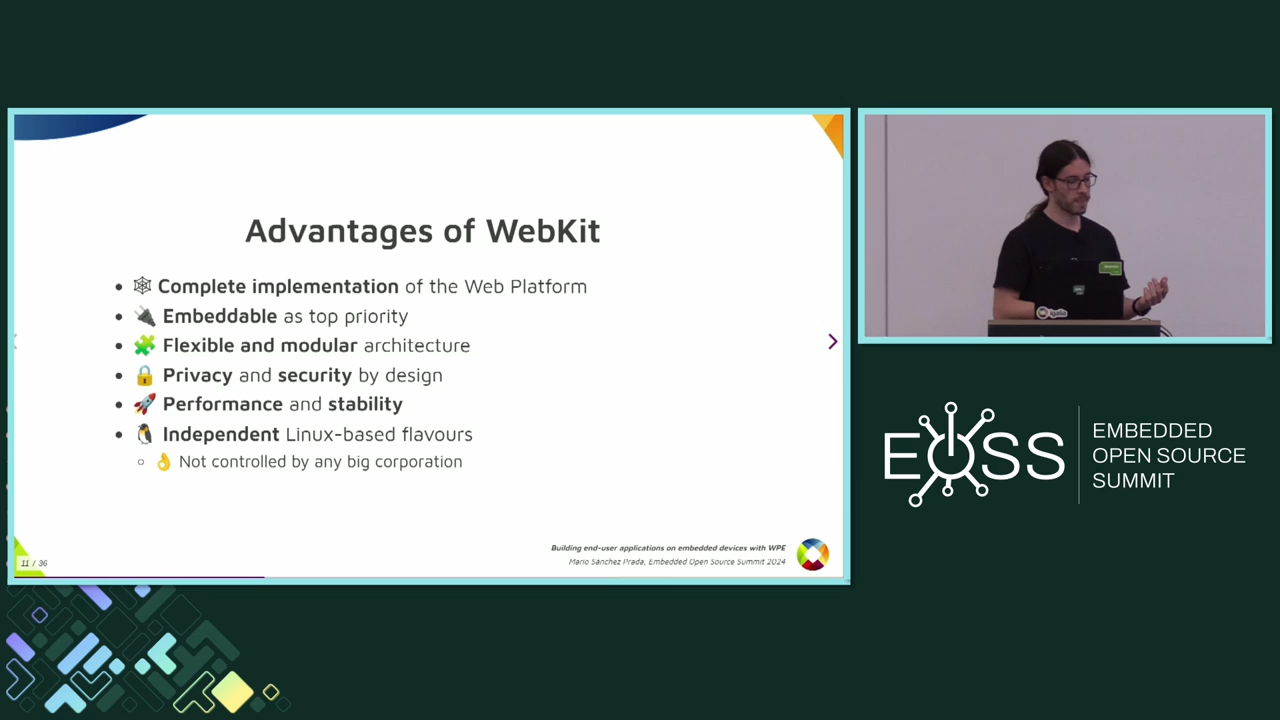 Advantages of WebKit
Complete implementation of the Web Platform
Embeddable as top priority
Flexible and modular architecture
Privacy and security by design
Performance and stability
Independent Linux-based flavours
Not controlled by any big corporation
Building end-user applications on embedded devices with WPE
Mario Sánchez Prada, Embedded Open Source Summit 2024
11 / 36
EOSS
EMBEDDED
OPEN SOURCE
SUMMIT